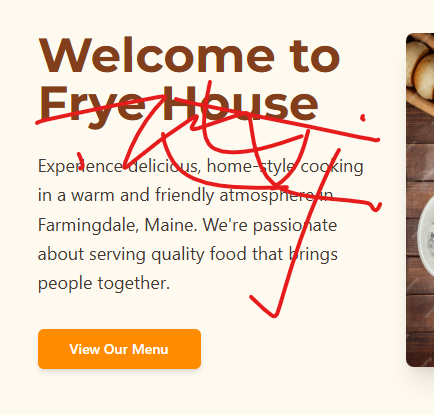 Welcome to
Frye House
Experience delicious, home-style cooking
in a warm and friendly atmosphere in
Farmingdale, Maine. We're passionate
about serving quality food that brings
people together.
View Our Menu